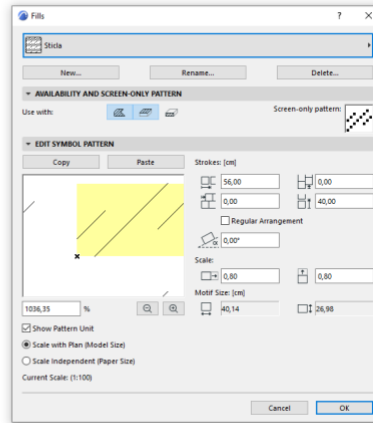 Fills
? X
Sticla
New...
Rename...
Delete...
AVAILABILITY AND SCREEN-ONLY PATTERN
Use with:
Screen-only pattern:
EDIT SYMBOL PATTERN
Copy
Paste
Strokes: [cm]
56,00
0,00
0,00
40,00
Regular Arrangement
α
0,00°
Scale:
0,80
0,80
Motif Size: [cm]
1036,35
%
40,14
26,98
Show Pattern Unit
Scale with Plan (Model Size)
Scale Independent (Paper Size)
Current Scale: (1:100)
Cancel
OK